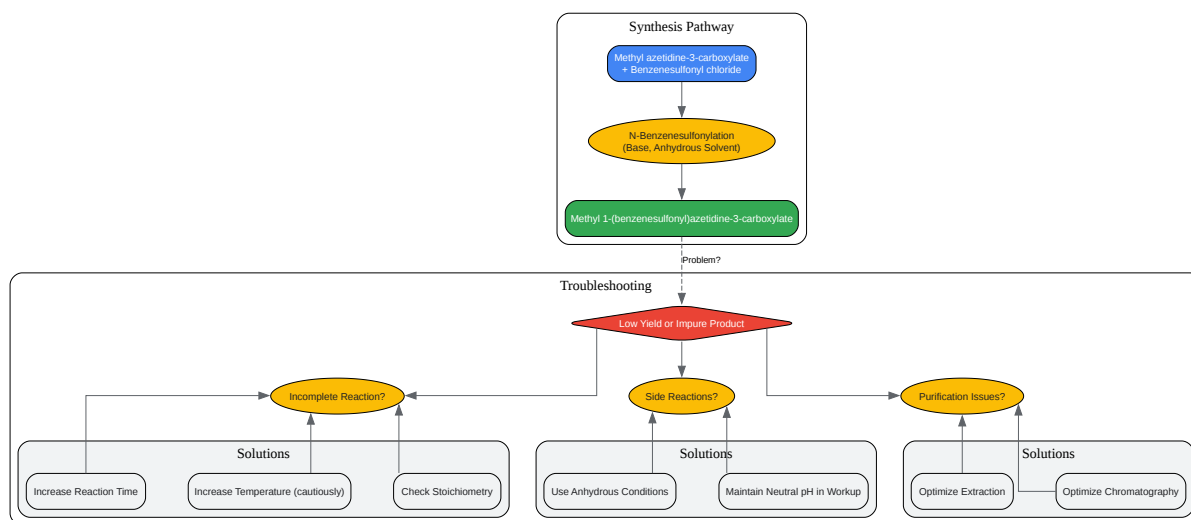 Synthesis Pathway
Methyl azetidine-3-carboxylate
+ Benzenesulfonyl chloride
N-Benzenesulfonylation
(Base, Anhydrous Solvent)
Methyl 1-(benzenesulfonyl)azetidine-3-carboxylate
Problem?
Troubleshooting
Low Yield or Impure Product
Incomplete Reaction?
Side Reactions?
Purification Issues?
Solutions
Solutions
Solutions
Increase Reaction Time
Increase Temperature (cautiously)
Check Stoichiometry
Use Anhydrous Conditions
Maintain Neutral pH in Workup
Optimize Extraction
Optimize Chromatography